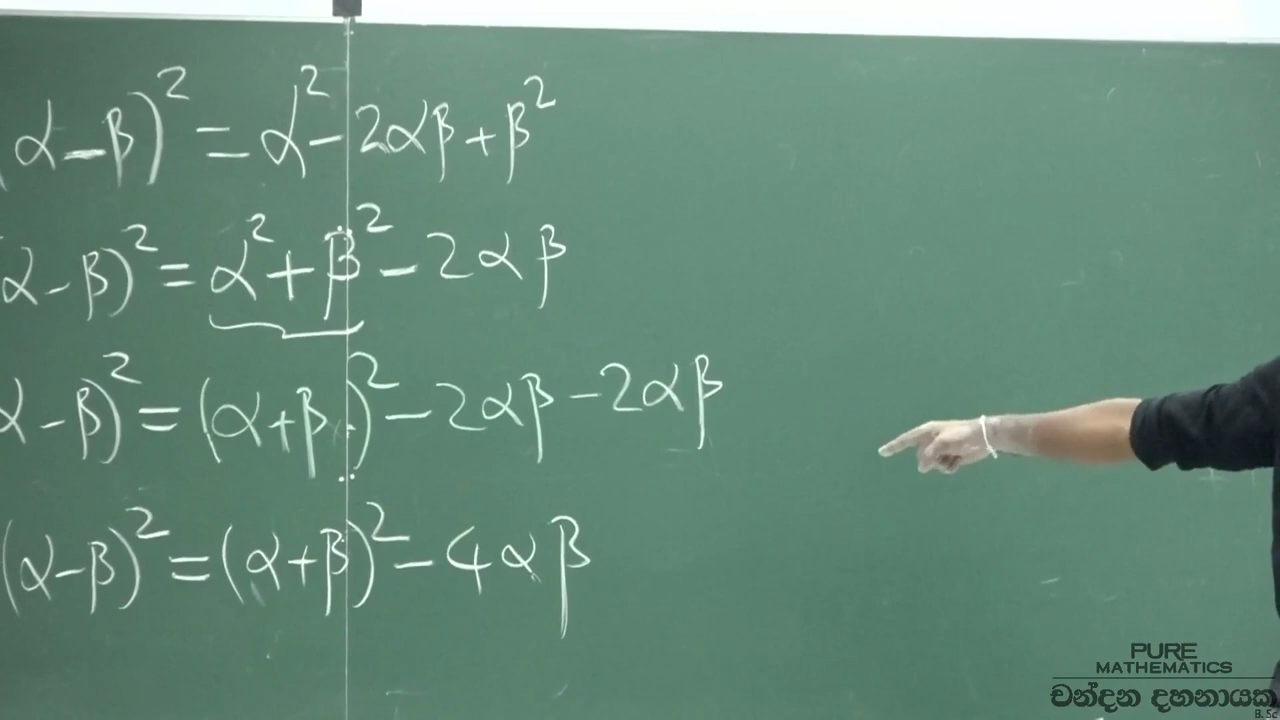 (α-β)² = α² - 2αβ + β²
α-β)² = α² + β² - 2αβ
α-β)² = (α+β)² - 2αβ - 2αβ
(α-β)² = (α+β)² - 4αβ
PURE
MATHEMATICS
චන්දන දහනායක
B.Sc